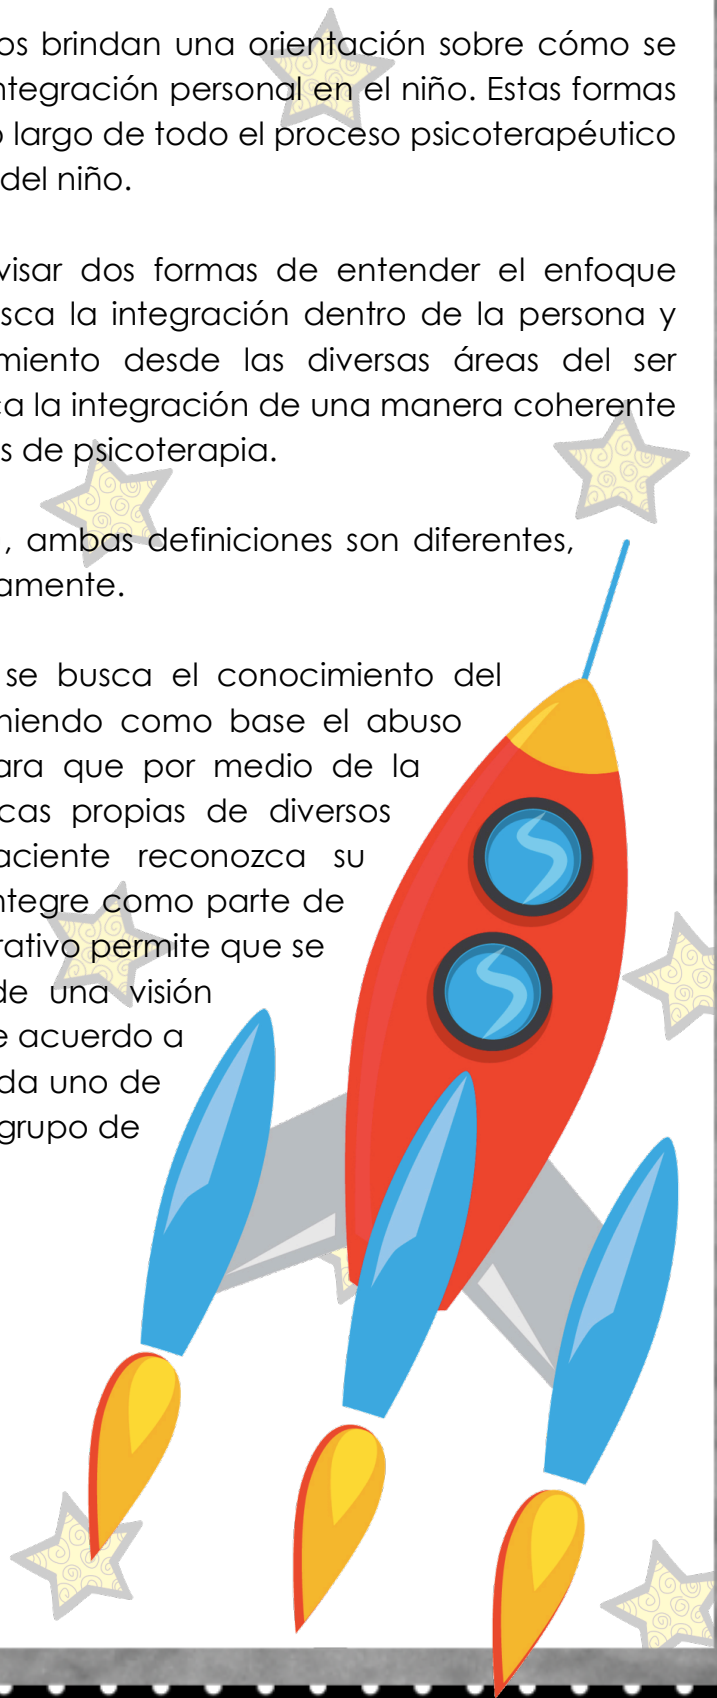 os brindan una orientación sobre cómo se
ntegración personal en el niño. Estas formas
o largo de todo el proceso psicoterapéutico
del niño.
visar dos formas de entender el enfoque
sca la integración dentro de la persona y
miento desde las diversas áreas del ser
ca la integración de una manera coherente
s de psicoterapia.
, ambas definiciones son diferentes,
amente.
se busca el conocimiento del
niendo como base el abuso
ara que por medio de la
cas propias de diversos
aciente reconozca su
ntegre como parte de
rativo permite que se
de una visión
e acuerdo a
da uno de
grupo de